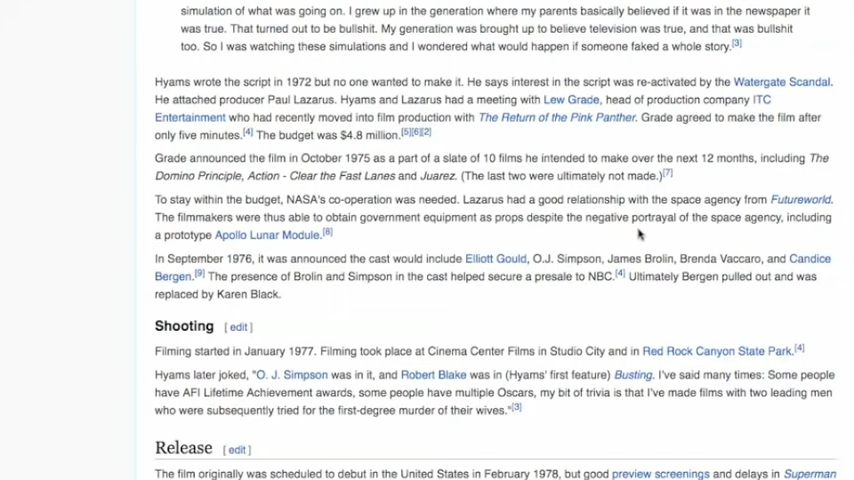 simulation of what was going on. I grew up in the generation where my parents basically believed if it was in the newspaper it
was true. That turned out to be bullshit. My generation was brought up to believe television was true, and that was bullshit
too. So I was watching these simulations and I wondered what would happen if someone faked a whole story.[3]
Hyams wrote the script in 1972 but no one wanted to make it. He says interest in the script was re-activated by the Watergate Scandal.
He attached producer Paul Lazarus. Hyams and Lazarus had a meeting with Lew Grade, head of production company ITC
Entertainment who had recently moved into film production with The Return of the Pink Panther. Grade agreed to make the film after
only five minutes.[4] The budget was $4.8 million.[5][6][2]
Grade announced the film in October 1975 as a part of a slate of 10 films he intended to make over the next 12 months, including The
Domino Principle, Action - Clear the Fast Lanes and Juarez. (The last two were ultimately not made.)[7]
To stay within the budget, NASA's co-operation was needed. Lazarus had a good relationship with the space agency from Futureworld.
The filmmakers were thus able to obtain government equipment as props despite the negative portrayal of the space agency, including
a prototype Apollo Lunar Module.[8]
In September 1976, it was announced the cast would include Elliott Gould, O.J. Simpson, James Brolin, Brenda Vaccaro, and Candice
Bergen.[9] The presence of Brolin and Simpson in the cast helped secure a presale to NBC.[4] Ultimately Bergen pulled out and was
replaced by Karen Black.
Shooting [ edit ]
Filming started in January 1977. Filming took place at Cinema Center Films in Studio City and in Red Rock Canyon State Park.[4]
Hyams later joked, "O. J. Simpson was in it, and Robert Blake was in (Hyams' first feature) Busting. I've said many times: Some people
have AFI Lifetime Achievement awards, some people have multiple Oscars, my bit of trivia is that I've made films with two leading men
who were subsequently tried for the first-degree murder of their wives."[3]
Release [ edit ]
The film originally was scheduled to debut in the United States in February 1978, but good preview screenings and delays in Superman